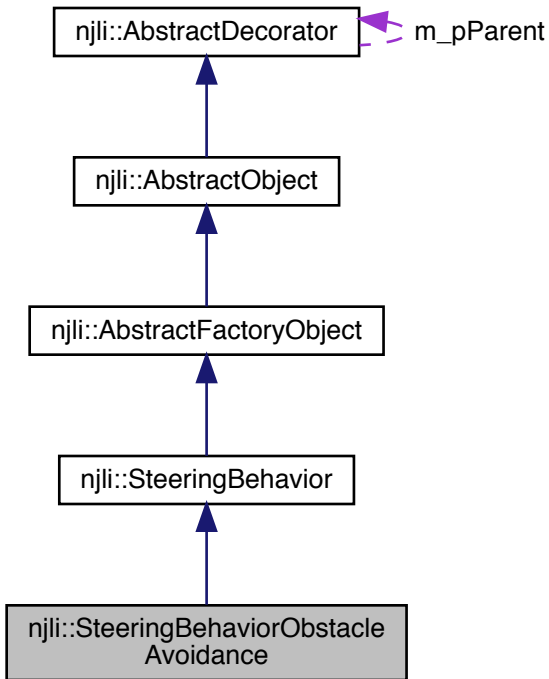 njli::AbstractDecorator
m_pParent
njli::AbstractObject
njli::AbstractFactoryObject
njli::SteeringBehavior
njli::SteeringBehaviorObstacle
Avoidance